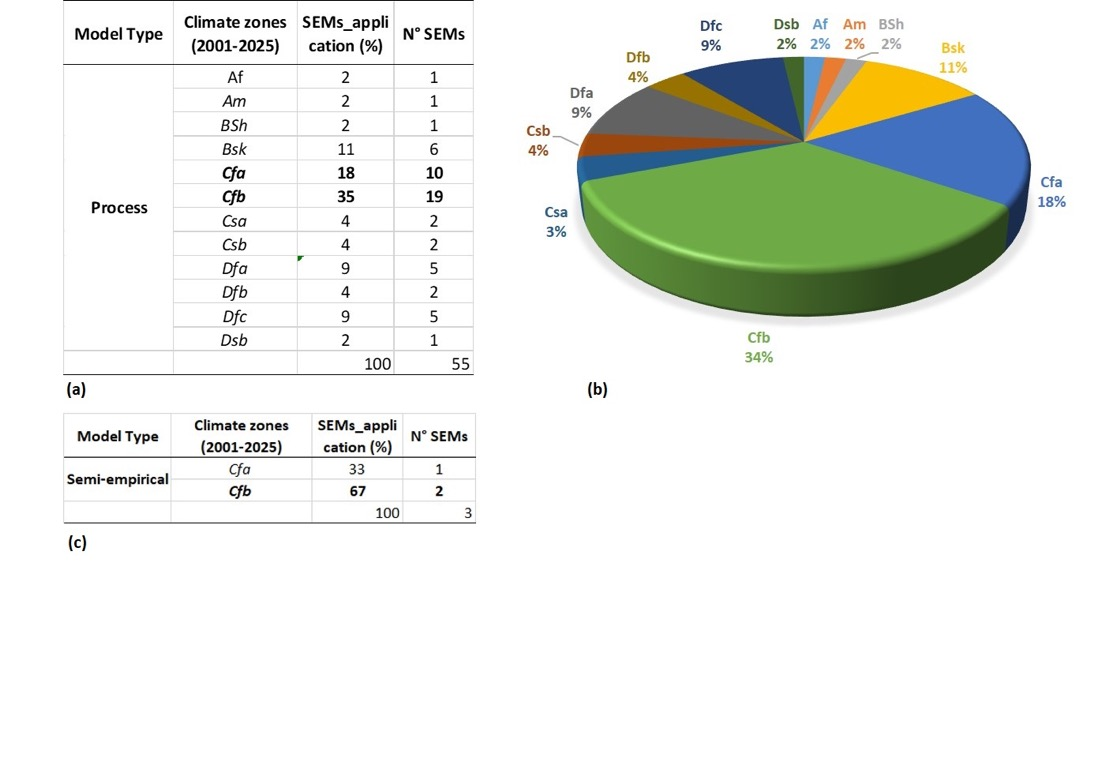 Model Type Climate zones (2001-2025) SEMs_appli cation (%) N° SEMs
Process
Af 2 1
Am 2 1
BSh 2 1
Bsk 11 6
Cfa 18 10
Cfb 35 19
Csa 4 2
Csb 4 2
Dfa 9 5
Dfb 4 2
Dfc 9 5
Dsb 2 1
100 55
(a)
Dsb 2%
Af 2%
Am 2%
BSh 2%
Bsk 11%
Cfa 18%
Cfb 34%
Csa 3%
Csb 4%
Dfa 9%
Dfb 4%
Dfc 9%
(b)
Model Type Climate zones (2001-2025) SEMs_appli cation (%) N° SEMs
Semi-empirical
Cfa 33 1
Cfb 67 2
100 3
(c)